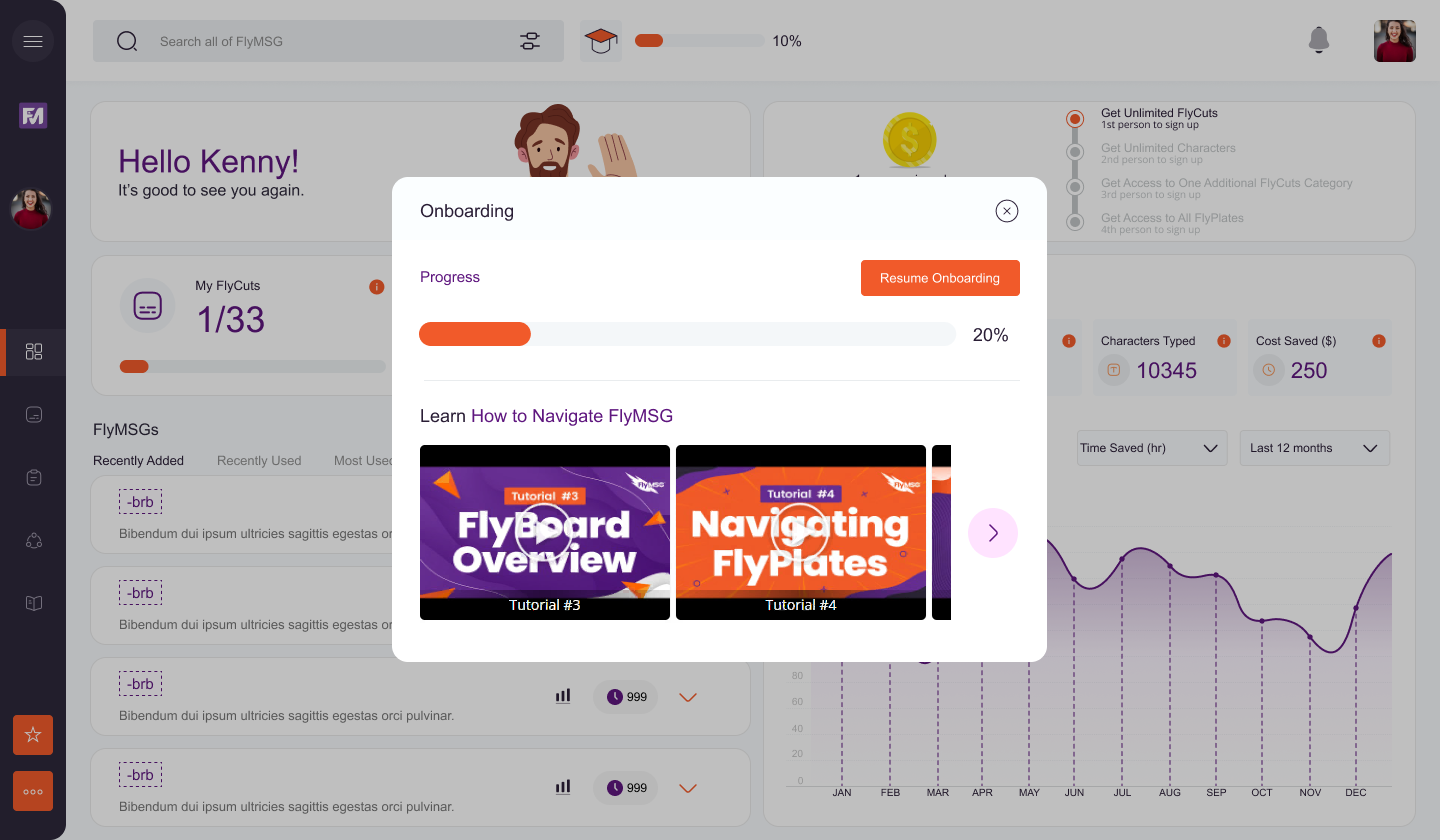 Search all of FlyMSG
10%
Hello Kenny!
It's good to see you again.
Get Unlimited FlyCuts
1st person to sign up
Get Unlimited Characters
2nd person to sign up
Get Access to One Additional FlyCuts Category
3rd person to sign up
Get Access to All FlyPlates
4th person to sign up
Onboarding
Progress
Resume Onboarding
20%
Learn How to Navigate FlyMSG
FlyMSG
Tutorial #3
FlyBoard
Overview
Tutorial #3
FlyMSG
Tutorial #4
Navigating
FlyPlates
Tutorial #4
My FlyCuts
1/33
Characters Typed
10345
Cost Saved ($)
250
FlyMSGs
Recently Added
Recently Used
Most Used
Time Saved (hr)
Last 12 months
-brb
Bibendum dui ipsum ultricies sagittis egestas or
-brb
Bibendum dui ipsum ultricies sagittis egestas or
-brb
Bibendum dui ipsum ultricies sagittis egestas orci pulvinar.
999
-brb
Bibendum dui ipsum ultricies sagittis egestas orci pulvinar.
999
80
60
40
20
0
JAN FEB MAR APR MAY JUN JUL AUG SEP OCT NOV DEC